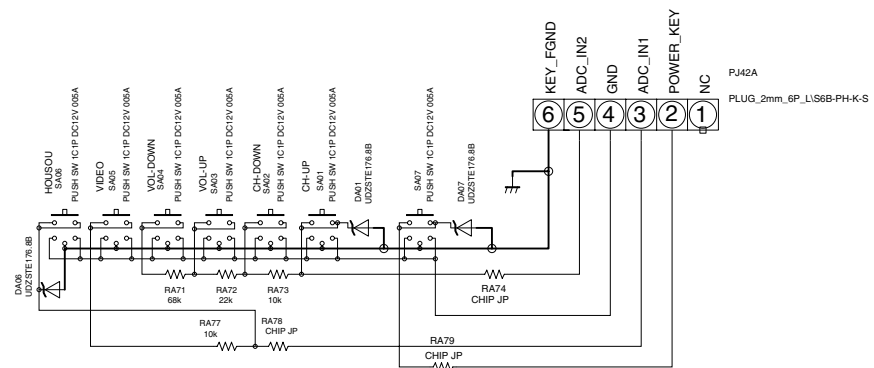 KEY_FGND
ADC_IN2
GND
ADC_IN1
POWER_KEY
NC
PJ42A
PLUG_2mm_6P_L\S6B-PH-K-S
6
5
4
3
2
1
HOUSOU
SA06
PUSH SW 1C1P DC12V 005A
VIDEO
SA05
PUSH SW 1C1P DC12V 005A
VOL-DOWN
SA04
PUSH SW 1C1P DC12V 005A
VOL-UP
SA03
PUSH SW 1C1P DC12V 005A
CH-DOWN
SA02
PUSH SW 1C1P DC12V 005A
CH-UP
SA01
PUSH SW 1C1P DC12V 005A
DA01
UDZSTE176.8B
SA07
PUSH SW 1C1P DC12V 005A
DA07
UDZSTE176.8B
DA06
UDZSTE176.8B
RA71
68k
RA72
22k
RA73
10k
RA74
CHIP JP
RA77
10k
RA78
CHIP JP
RA79
CHIP JP